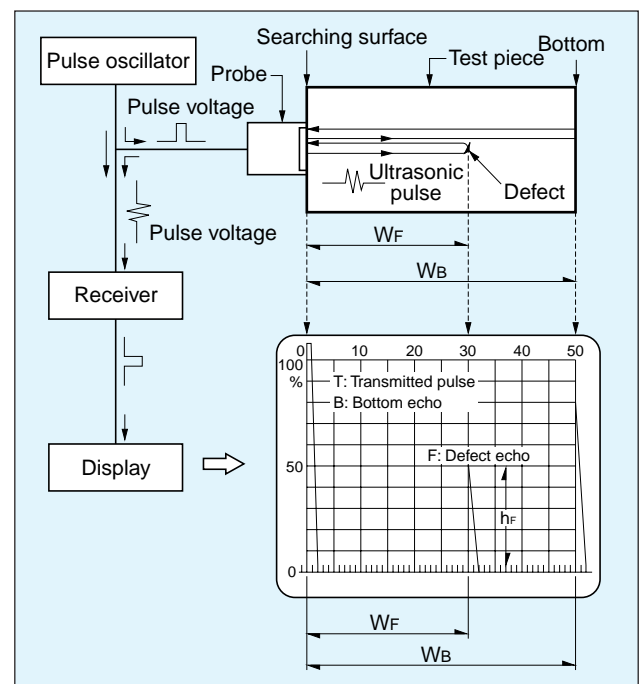 Searching surface
Bottom
Pulse oscillator
Probe
Test piece
Pulse voltage
Ultrasonic
pulse
Defect
Pulse voltage
WF
WB
Receiver
0 10 20 30 40 50
100
%
T: Transmitted pulse
B: Bottom echo
F: Defect echo
50
hF
Display
0
WF
WB